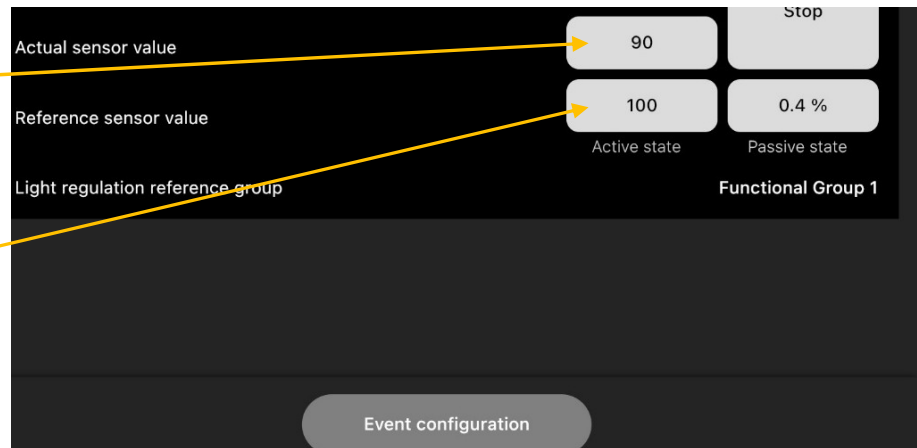 Stop
Actual sensor value 90
Reference sensor value 100 0.4 %
Active state Passive state
Light regulation reference group Functional Group 1
Event configuration